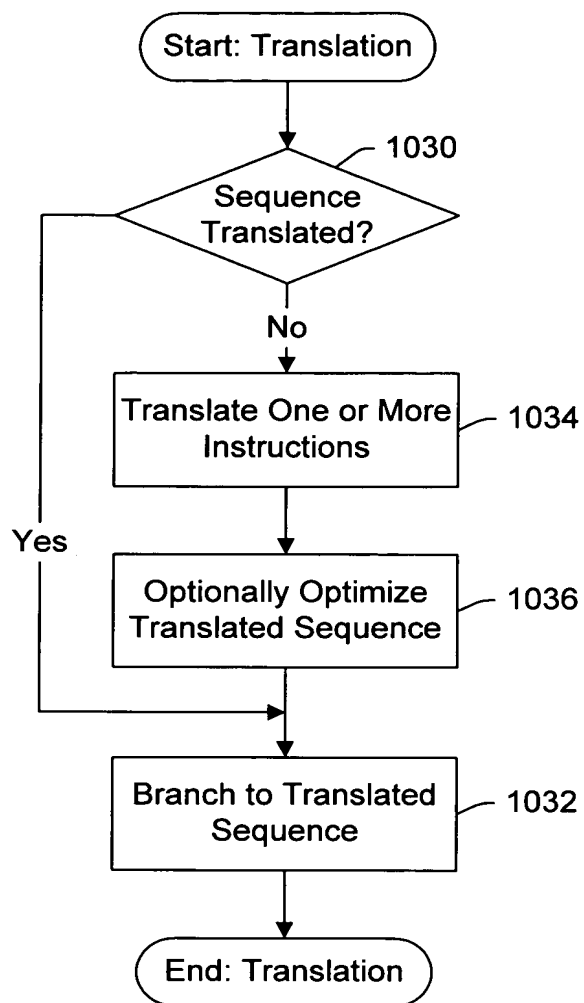 Start: Translation
1030
Sequence
Translated?
No
Translate One or More
Instructions
1034
Yes
Optionally Optimize
Translated Sequence
1036
Branch to Translated
Sequence
1032
End: Translation